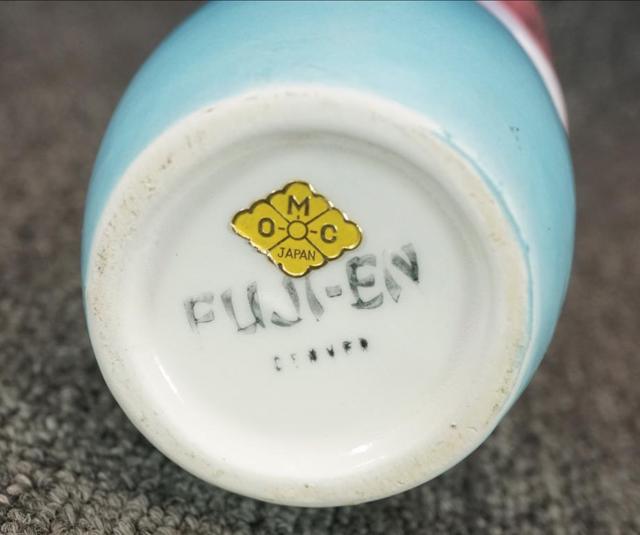 M
O C
JAPAN
FUJI-EN
DENVER